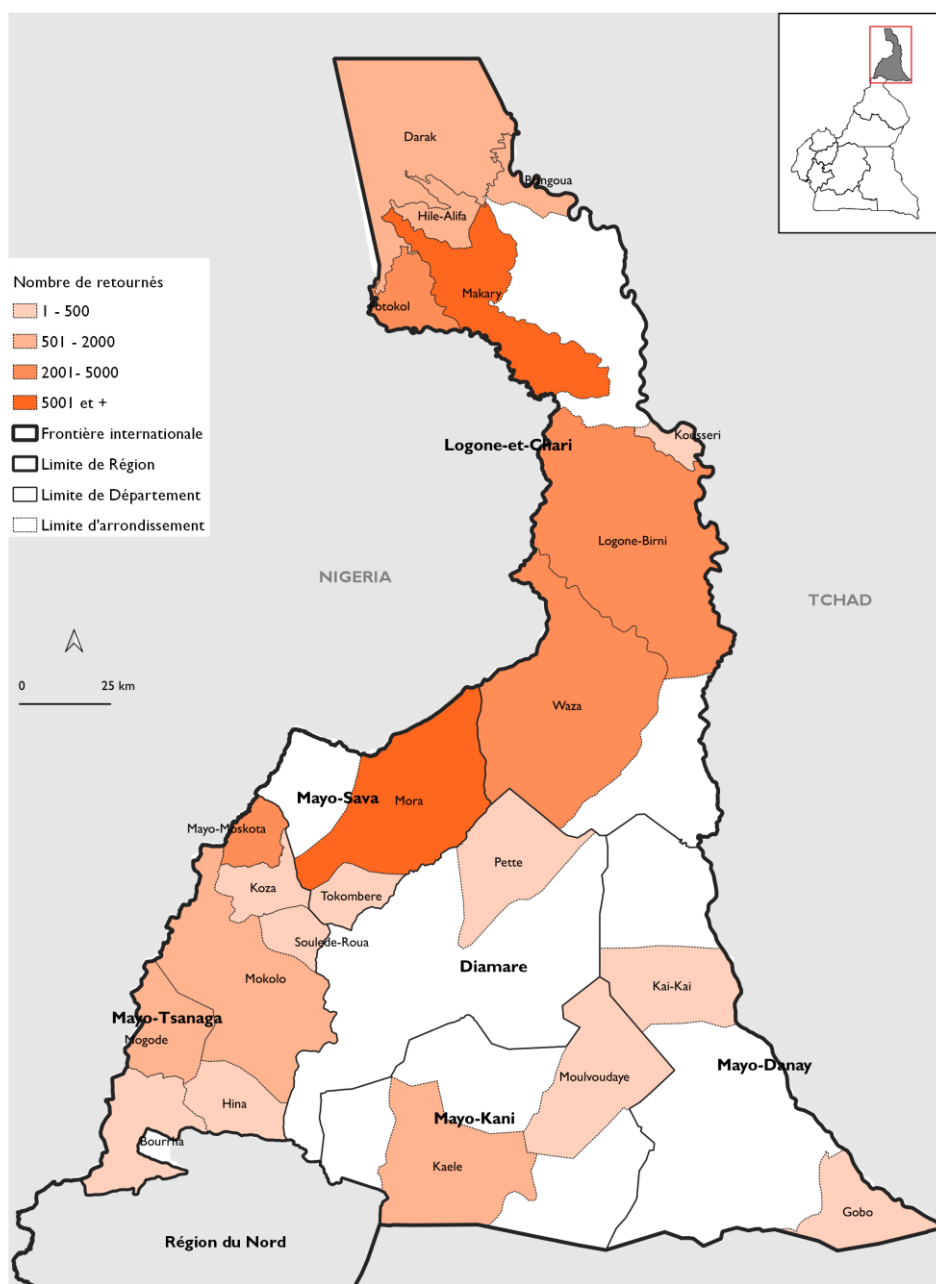 Darak
Blangoua
Hile-Alifa
Nombre de retournés
1 - 500
501 - 2000
2001- 5000
5001 et +
Frontière internationale
Limite de Région
Limite de Département
Limite d'arrondissement
Makary
Fotokol
Kousseri
Logone-et-Chari
Logone-Birni
NIGERIA
TCHAD
0 25 km
Waza
Mayo-Sava
Mora
Mayo-Moskota
Pette
Koza
Tokombere
Soulede-Roua
Diamare
Mokolo
Kai-Kai
Mayo-Tsanaga
Mogode
Mayo-Danay
Moulvoudaye
Hina
Mayo-Kani
Bourrha
Kaele
Gobo
Région du Nord